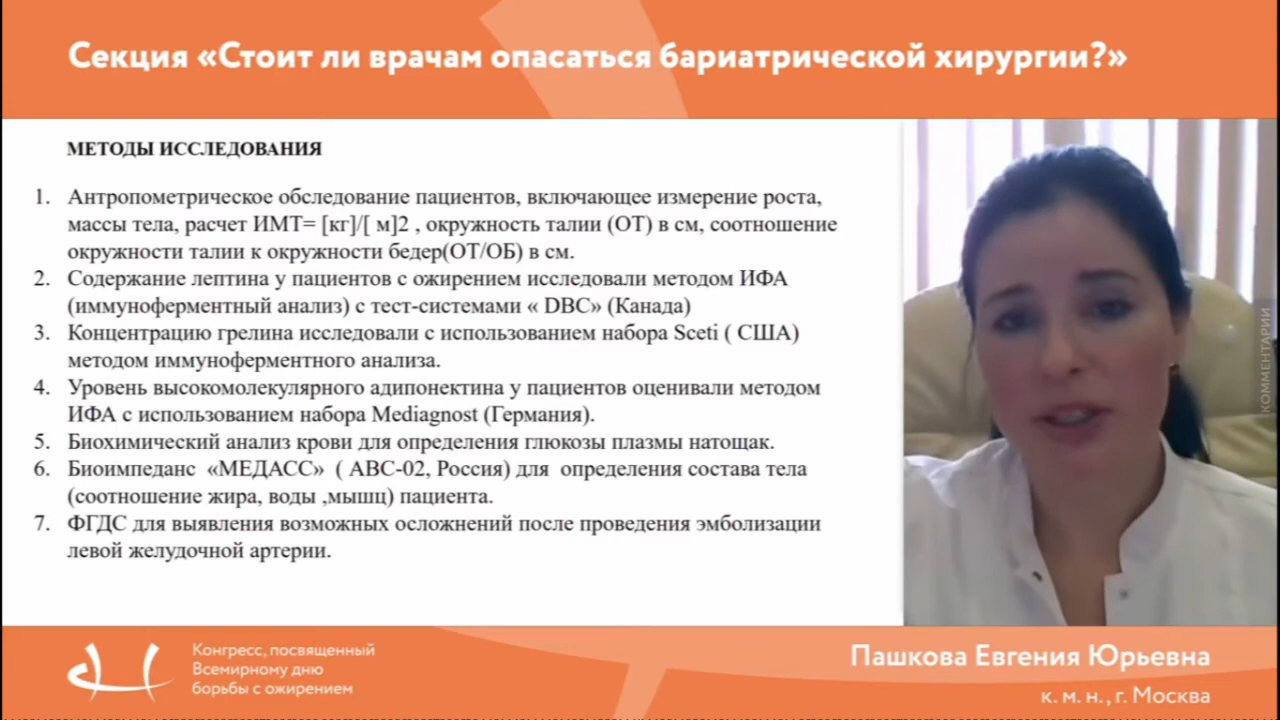 Секция «Стоит ли врачам опасаться бариатрической хирургии?»
МЕТОДЫ ИССЛЕДОВАНИЯ
1. Антропометрическое обследование пациентов, включающее измерение роста,
массы тела, расчет ИМТ= [кг]/[ м]2 , окружность талии (ОТ) в см, соотношение
окружности талии к окружности бедер(ОТ/ОБ) в см.
2. Содержание лептина у пациентов с ожирением исследовали методом ИФА
(иммуноферментный анализ) с тест-системами « DBC» (Канада)
3. Концентрацию грелина исследовали с использованием набора Sceti ( США)
методом иммуноферментного анализа.
4. Уровень высокомолекулярного адипонектина у пациентов оценивали методом
ИФА с использованием набора Mediagnost (Германия).
5. Биохимический анализ крови для определения глюкозы плазмы натощак.
6. Биоимпеданс «МЕДАСС» ( АВС-02, Россия) для определения состава тела
(соотношение жира, воды ,мышц) пациента.
7. ФГДС для выявления возможных осложнений после проведения эмболизации
левой желудочной артерии.
КОММЕНТАРИИ
Конгресс, посвященный
Всемирному дню
борьбы с ожирением
Пашкова Евгения Юрьевна
к. м. н., г. Москва